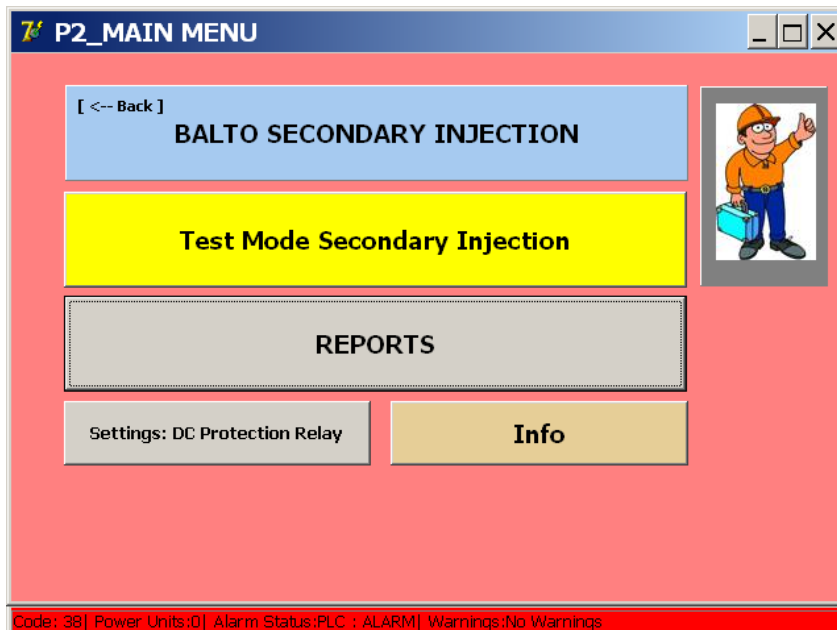 P2_MAIN MENU
[ <-- Back ]
BALTO SECONDARY INJECTION
Test Mode Secondary Injection
REPORTS
Settings: DC Protection Relay
Info
Code: 38| Power Units:0| Alarm Status:PLC : ALARM| Warnings:No Warnings